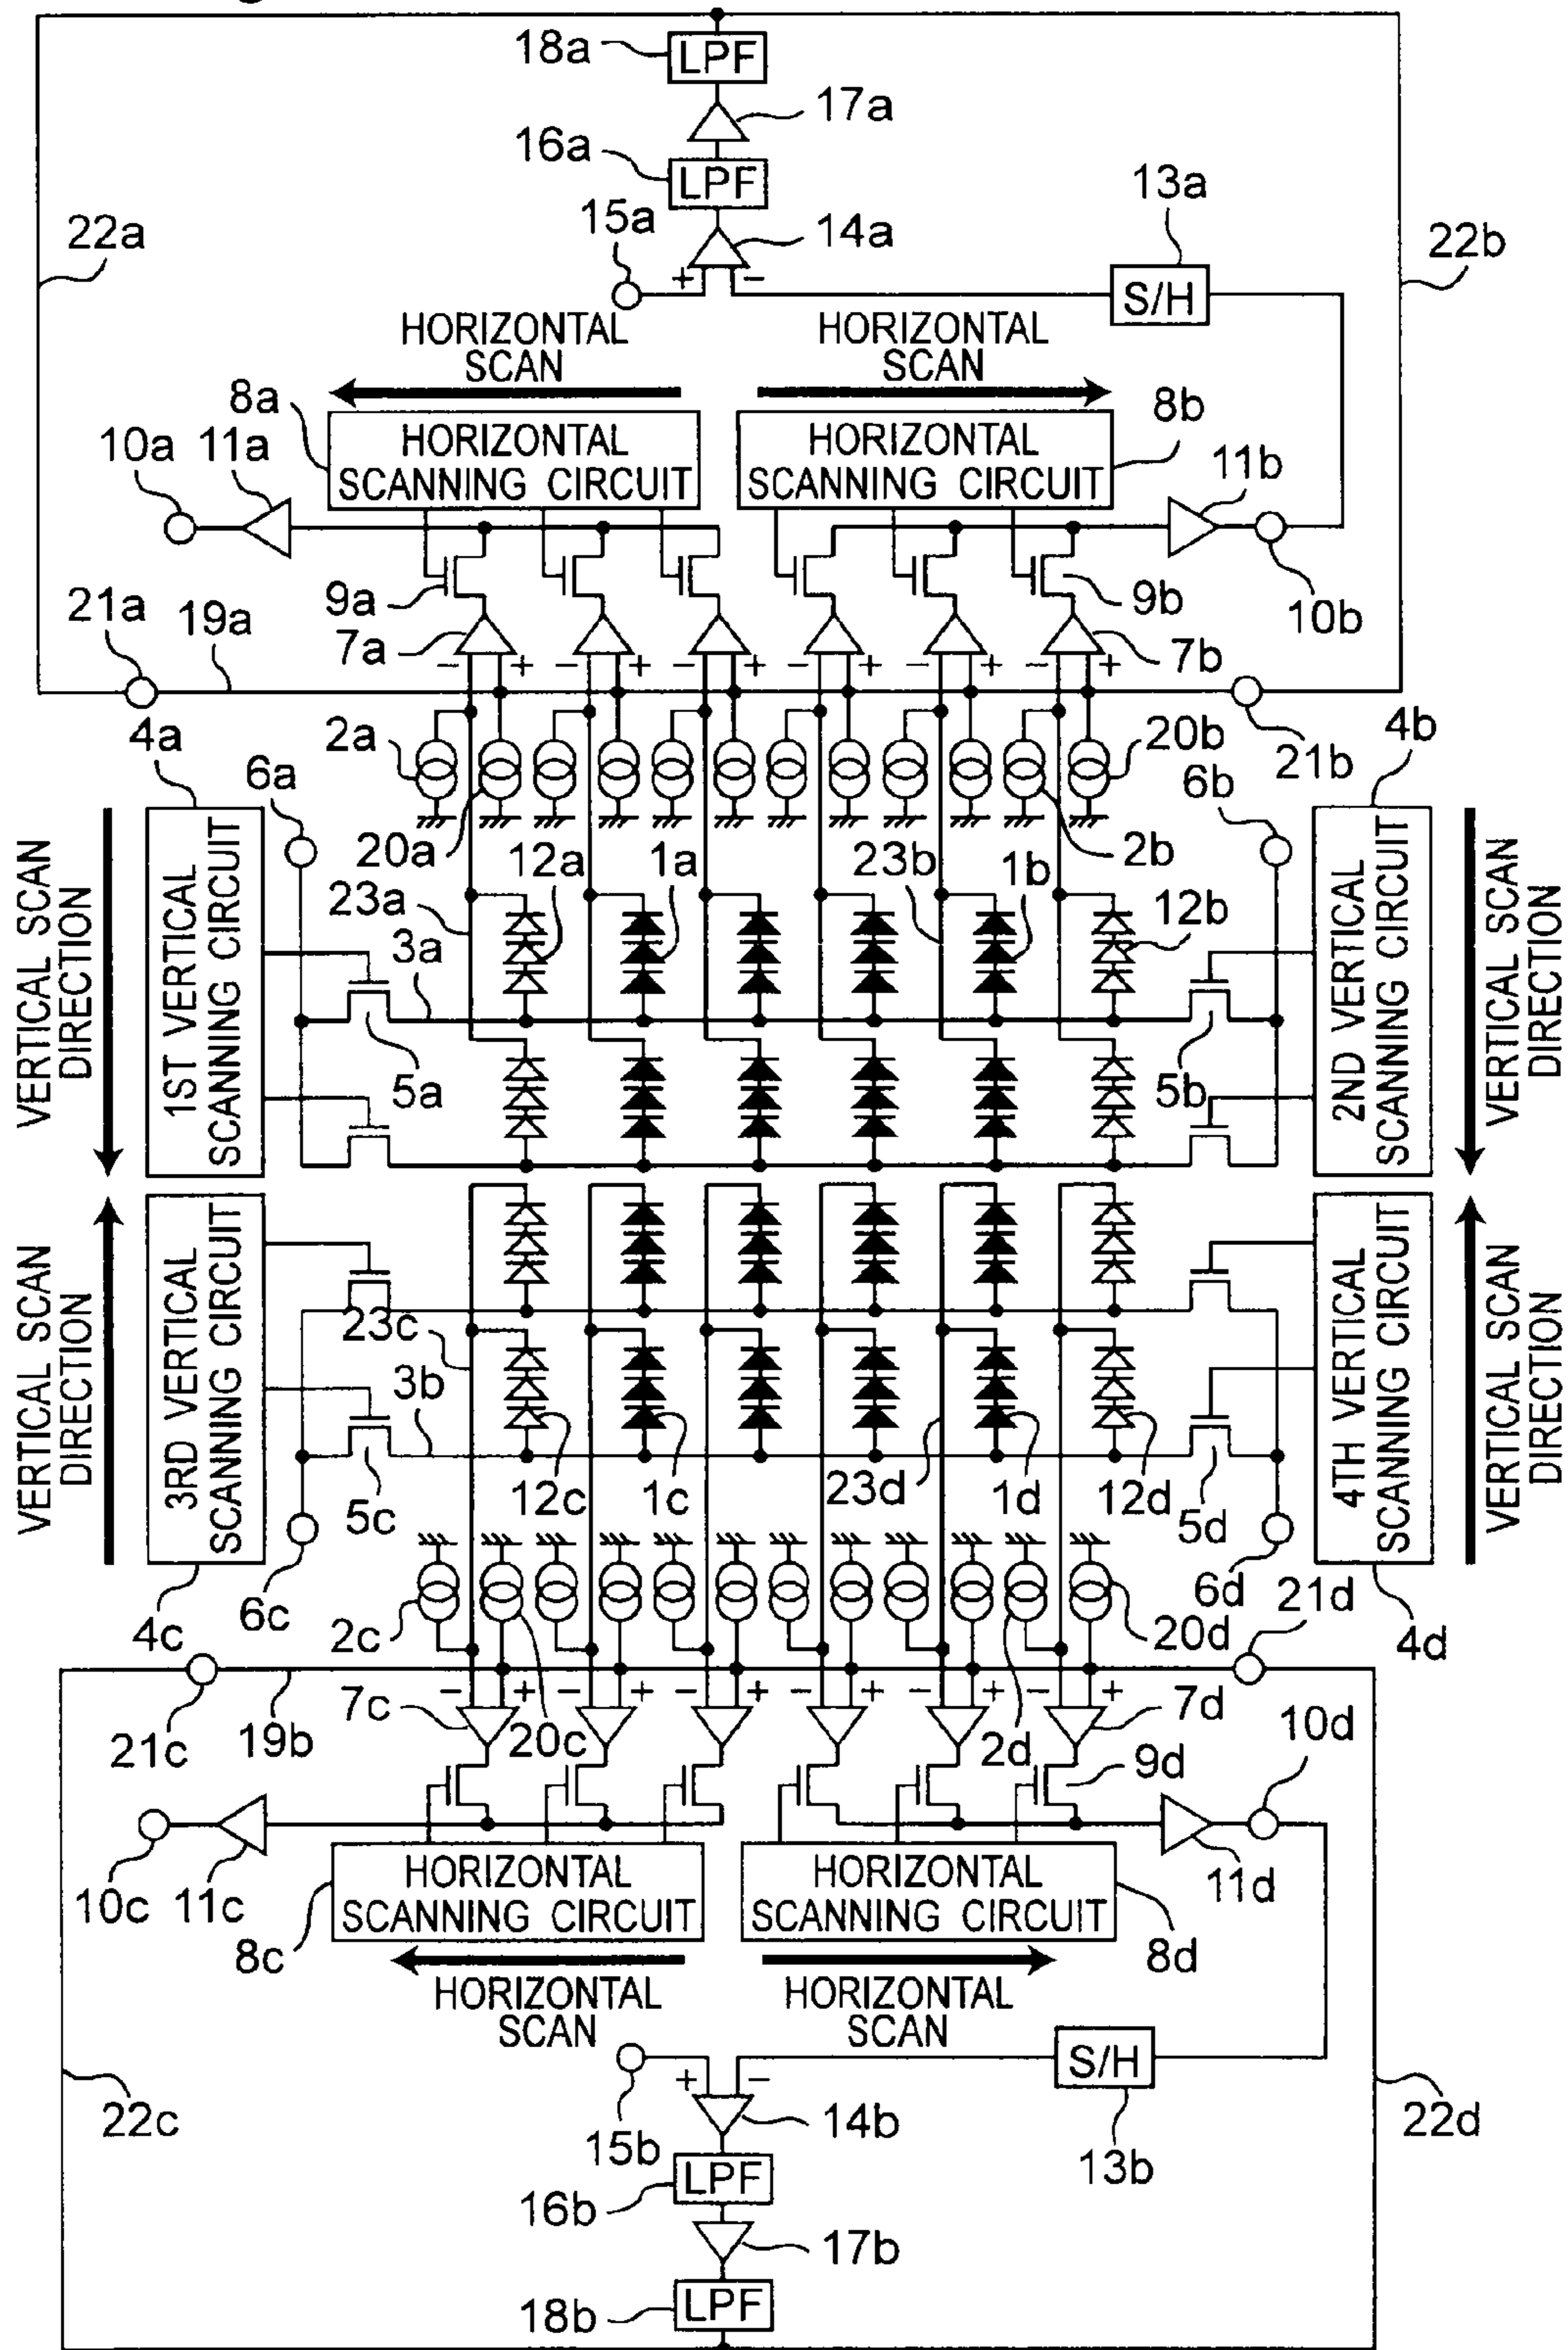 18a
LPF
17a
16a
LPF
13a
15a
14a
22a
22b
+ −
S/H
HORIZONTAL
SCAN
HORIZONTAL
SCAN
8a
8b
10a
11a
HORIZONTAL
SCANNING CIRCUIT
HORIZONTAL
SCANNING CIRCUIT
11b
9a
9b
10b
21a
19a
7a
7b
− + − + − + − + − + − +
4a
2a
20b
4b
6a
21b
6b
20a
12a
1a
23b
2b
1b
12b
23a
3a
VERTICAL SCAN
DIRECTION
1ST VERTICAL
SCANNING CIRCUIT
2ND VERTICAL
SCANNING CIRCUIT
VERTICAL SCAN
DIRECTION
5a
5b
VERTICAL SCAN
DIRECTION
3RD VERTICAL
SCANNING CIRCUIT
4TH VERTICAL
SCANNING CIRCUIT
VERTICAL SCAN
DIRECTION
23c
3b
12c
1c
23d
1d
12d
5c
5d
6c
6d
4c
2c
20d
21d
4d
− + − + − + − + − + − +
7c
7d
21c
19b
20c
2d
10d
9d
10c
11c
HORIZONTAL
SCANNING CIRCUIT
HORIZONTAL
SCANNING CIRCUIT
11d
8c
8d
HORIZONTAL
SCAN
HORIZONTAL
SCAN
S/H
+ −
22c
14b
22d
15b
13b
LPF
16b
17b
18b
LPF